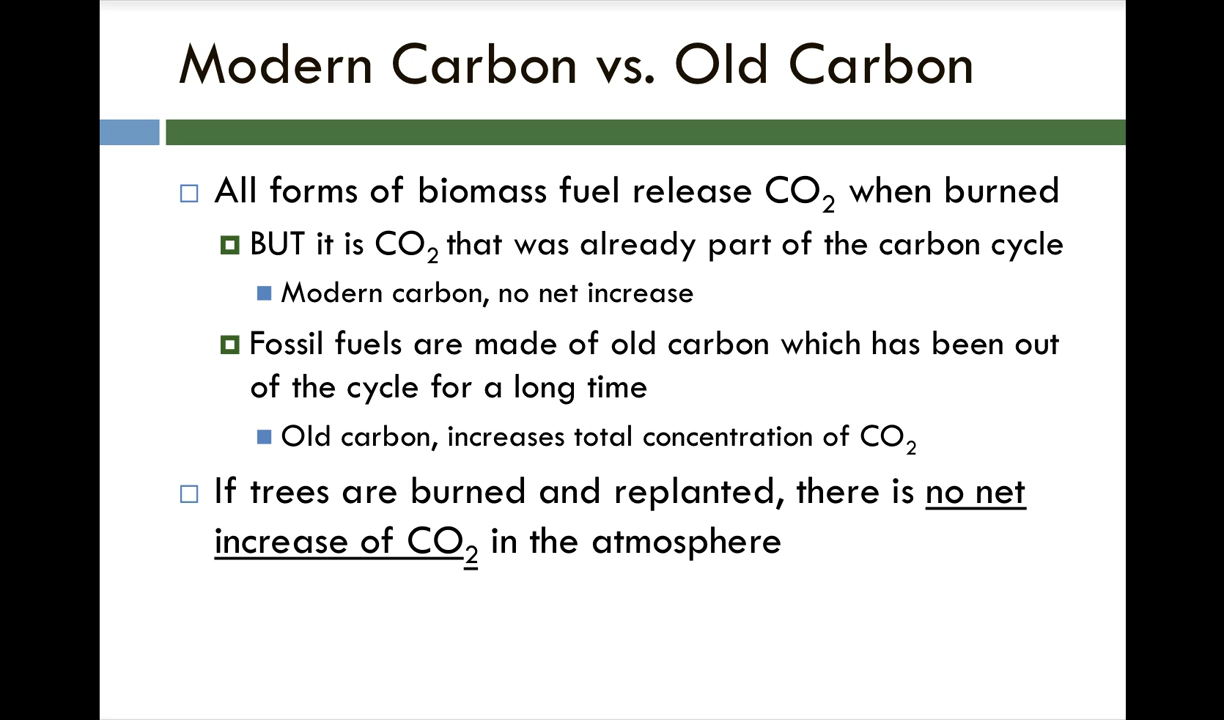 Modern Carbon vs. Old Carbon
All forms of biomass fuel release CO₂ when burned
BUT it is CO₂ that was already part of the carbon cycle
Modern carbon, no net increase
Fossil fuels are made of old carbon which has been out
of the cycle for a long time
Old carbon, increases total concentration of CO₂
If trees are burned and replanted, there is no net
increase of CO₂ in the atmosphere